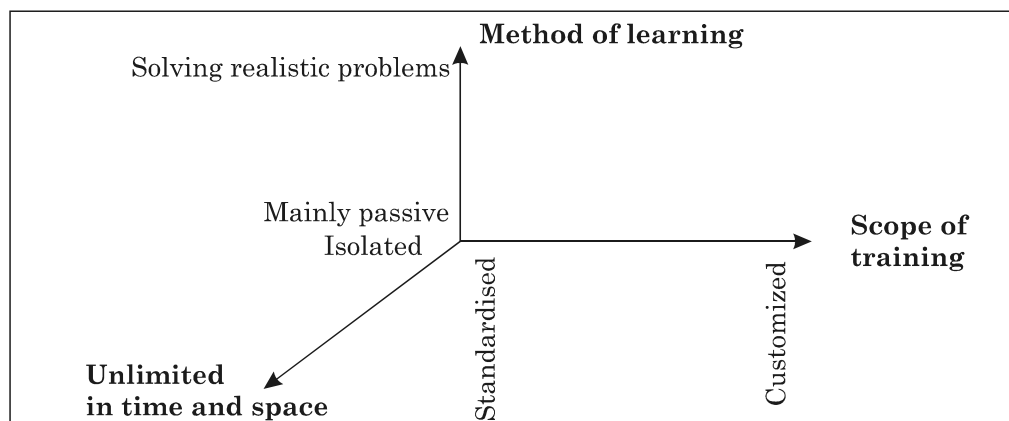 Method of learning
Solving realistic problems
Mainly passive
Isolated
Scope of
training
Standardised
Customized
Unlimited
in time and space